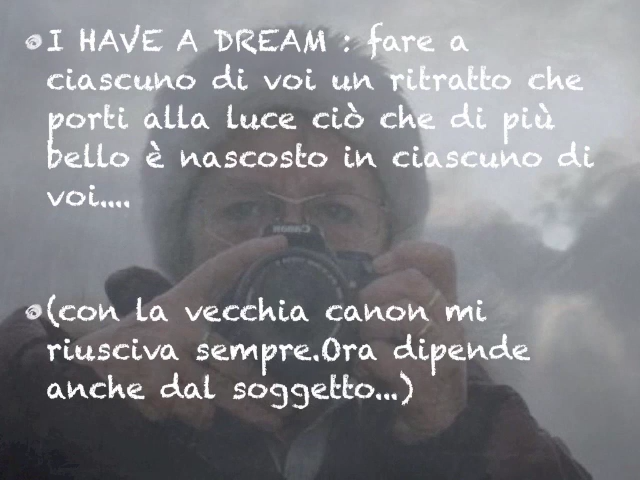 I HAVE A DREAM : fare a
ciascuno di voi un ritratto che
porti alla luce ciò che di più
bello è nascosto in ciascuno di
voi....
CANON
(con la vecchia canon mi
riusciva sempre.Ora dipende
anche dal soggetto...)